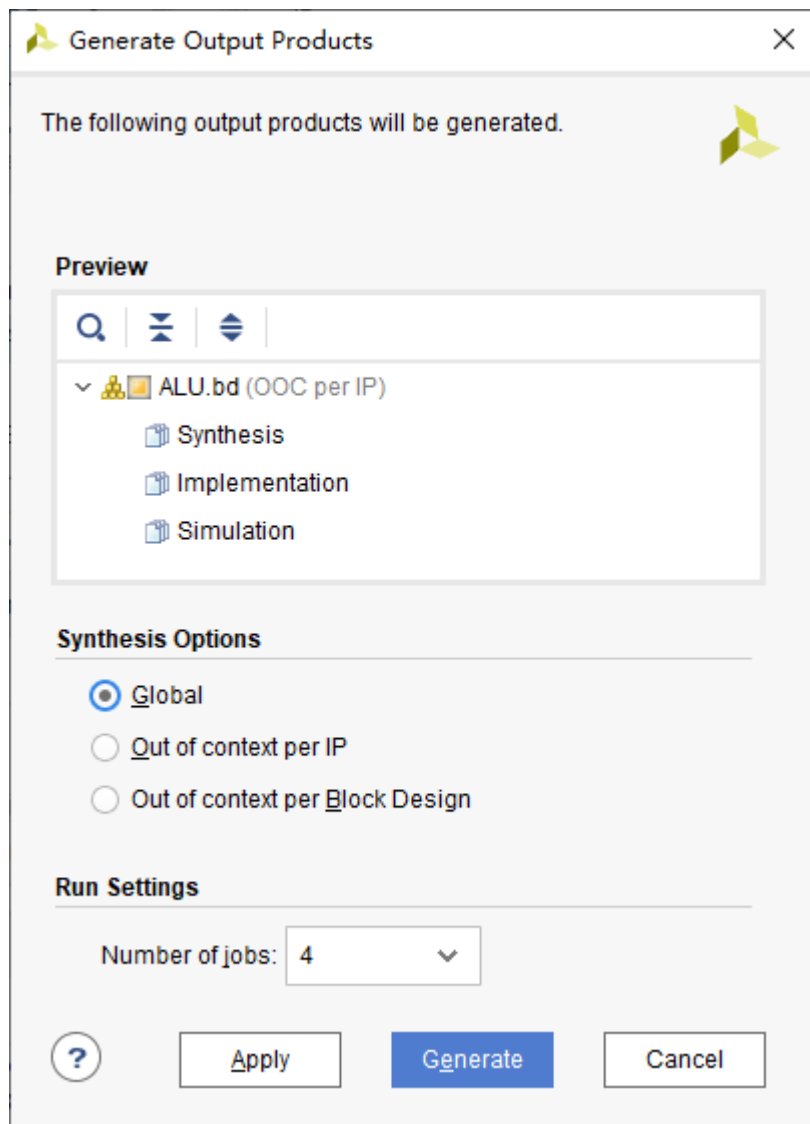 Generate Output Products
The following output products will be generated.
Preview
ALU.bd (OOC per IP)
Synthesis
Implementation
Simulation
Synthesis Options
Global
Out of context per IP
Out of context per Block Design
Run Settings
Number of jobs: 4
? Apply Generate Cancel